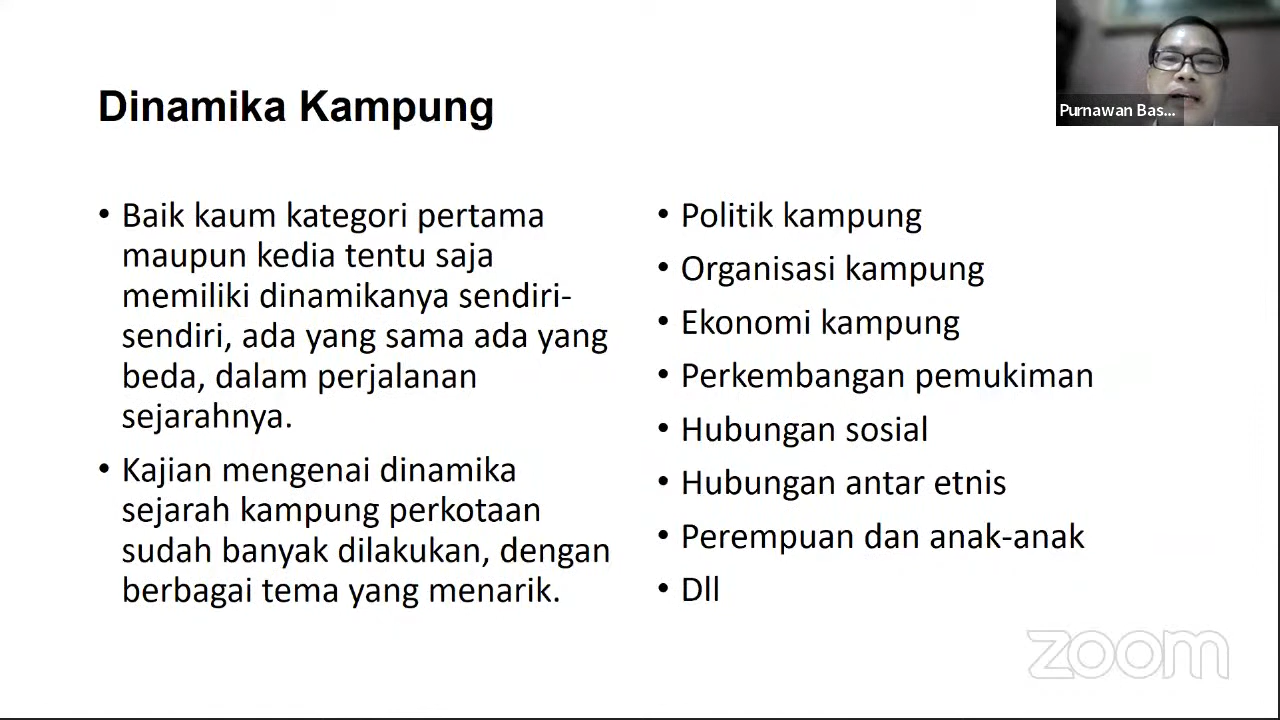 Dinamika Kampung
Purnawan Bas...
• Baik kaum kategori pertama
maupun kedia tentu saja
memiliki dinamikanya sendiri-
sendiri, ada yang sama ada yang
beda, dalam perjalanan
sejarahnya.
• Kajian mengenai dinamika
sejarah kampung perkotaan
sudah banyak dilakukan, dengan
berbagai tema yang menarik.
• Politik kampung
• Organisasi kampung
• Ekonomi kampung
• Perkembangan pemukiman
• Hubungan sosial
• Hubungan antar etnis
• Perempuan dan anak-anak
• Dll
zoom